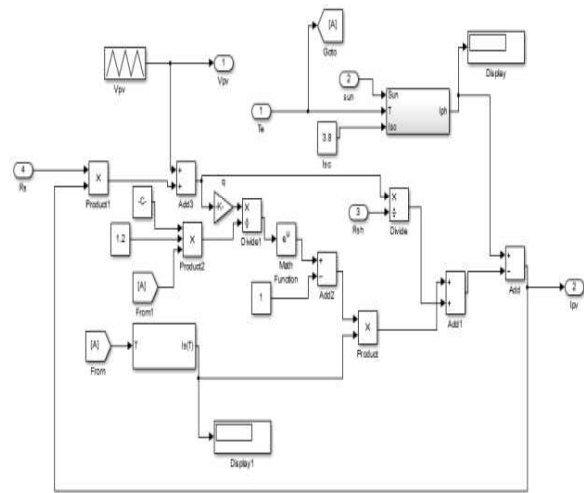 [A]
Goto
1
Vpv
Vpv
2
sun
Sun
T
Isc
Iph
Display
1
Te
3.8
Isc
4
Rs
X
Product1
+
+
Add3
q
-K-
-C-
1.2
X
Product2
X
÷
Divide1
e^u
Math
Function
3
Rsh
X
÷
Divide
[A]
From1
1
+
−
Add2
X
Product
+
+
Add1
+
−
Add
2
Ipv
[A]
From
T
Is(T)
Display1